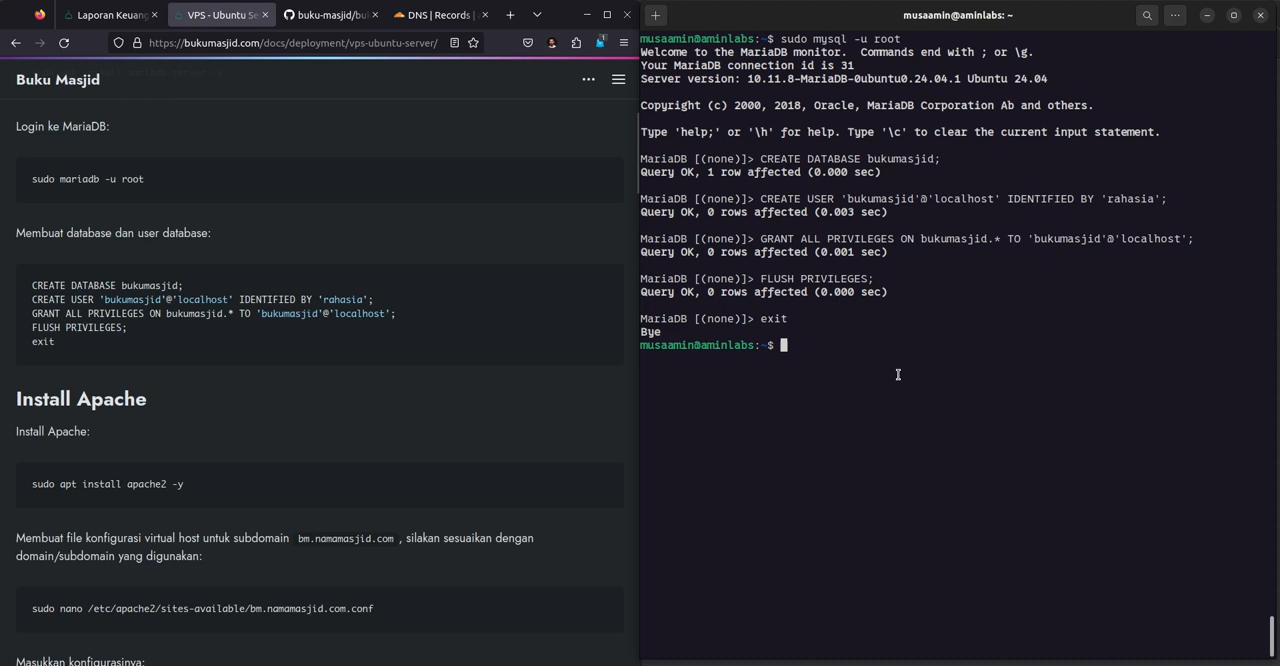 Laporan Keuang
VPS - Ubuntu Se
buku-masjid/bu
DNS | Records |
https://bukumasjid.com/docs/deployment/vps-ubuntu-server/
1
Buku Masjid
Login ke MariaDB:
sudo mariadb -u root
Membuat database dan user database:
CREATE DATABASE bukumasjid;
CREATE USER 'bukumasjid'@'localhost' IDENTIFIED BY 'rahasia';
GRANT ALL PRIVILEGES ON bukumasjid.* TO 'bukumasjid'@'localhost';
FLUSH PRIVILEGES;
exit
Install Apache
Install Apache:
sudo apt install apache2 -y
Membuat file konfigurasi virtual host untuk subdomain bm.namamasjid.com , silakan sesuaikan dengan
domain/subdomain yang digunakan:
sudo nano /etc/apache2/sites-available/bm.namamasjid.com.conf
Masukkan konfigurasinya:
musaamin@aminlabs: ~
musaamin@aminlabs:~$ sudo mysql -u root
Welcome to the MariaDB monitor.  Commands end with ; or \g.
Your MariaDB connection id is 31
Server version: 10.11.8-MariaDB-0ubuntu0.24.04.1 Ubuntu 24.04
Copyright (c) 2000, 2018, Oracle, MariaDB Corporation Ab and others.
Type 'help;' or '\h' for help. Type '\c' to clear the current input statement.
MariaDB [(none)]> CREATE DATABASE bukumasjid;
Query OK, 1 row affected (0.000 sec)
MariaDB [(none)]> CREATE USER 'bukumasjid'@'localhost' IDENTIFIED BY 'rahasia';
Query OK, 0 rows affected (0.003 sec)
MariaDB [(none)]> GRANT ALL PRIVILEGES ON bukumasjid.* TO 'bukumasjid'@'localhost';
Query OK, 0 rows affected (0.001 sec)
MariaDB [(none)]> FLUSH PRIVILEGES;
Query OK, 0 rows affected (0.000 sec)
MariaDB [(none)]> exit
Bye
musaamin@aminlabs:~$